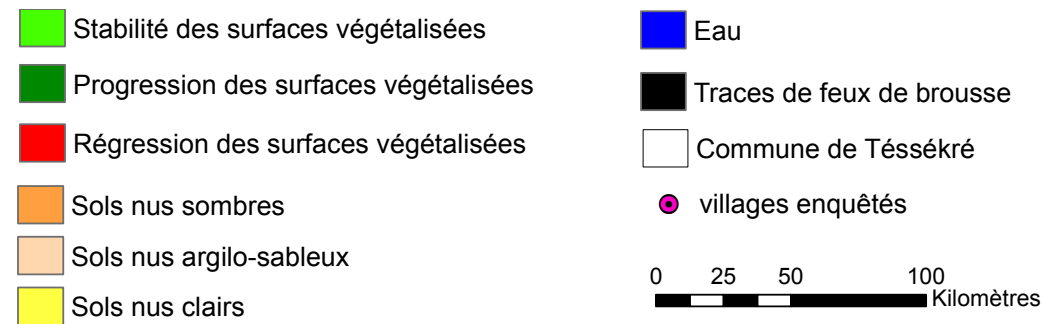 Stabilité des surfaces végétalisées
Progression des surfaces végétalisées
Régression des surfaces végétalisées
Sols nus sombres
Sols nus argilo-sableux
Sols nus clairs
Eau
Traces de feux de brousse
Commune de Téssékré
villages enquêtés
0 25 50 100
Kilomètres